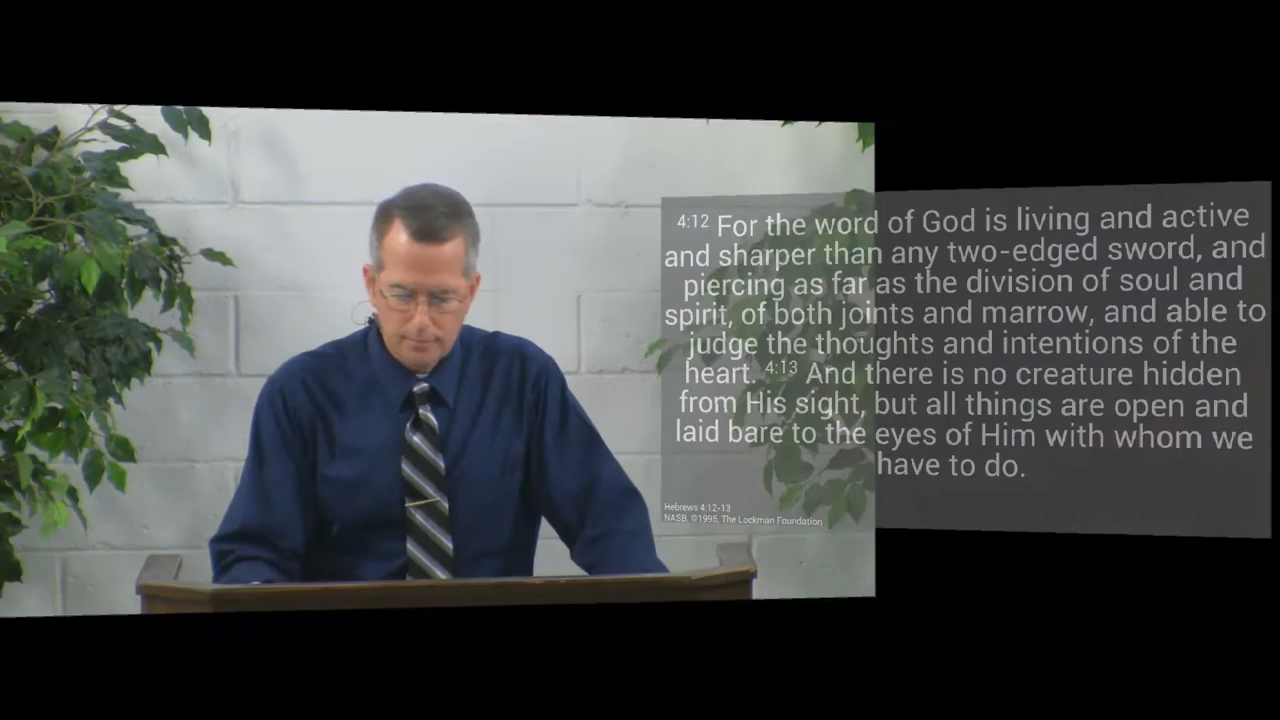 4:12 For the word of God is living and active
and sharper than any two-edged sword, and
piercing as far as the division of soul and
spirit, of both joints and marrow, and able to
judge the thoughts and intentions of the
heart. 4:13 And there is no creature hidden
from His sight, but all things are open and
laid bare to the eyes of Him with whom we
have to do.
Hebrews 4:12-13
NASB, ©1995, The Lockman Foundation